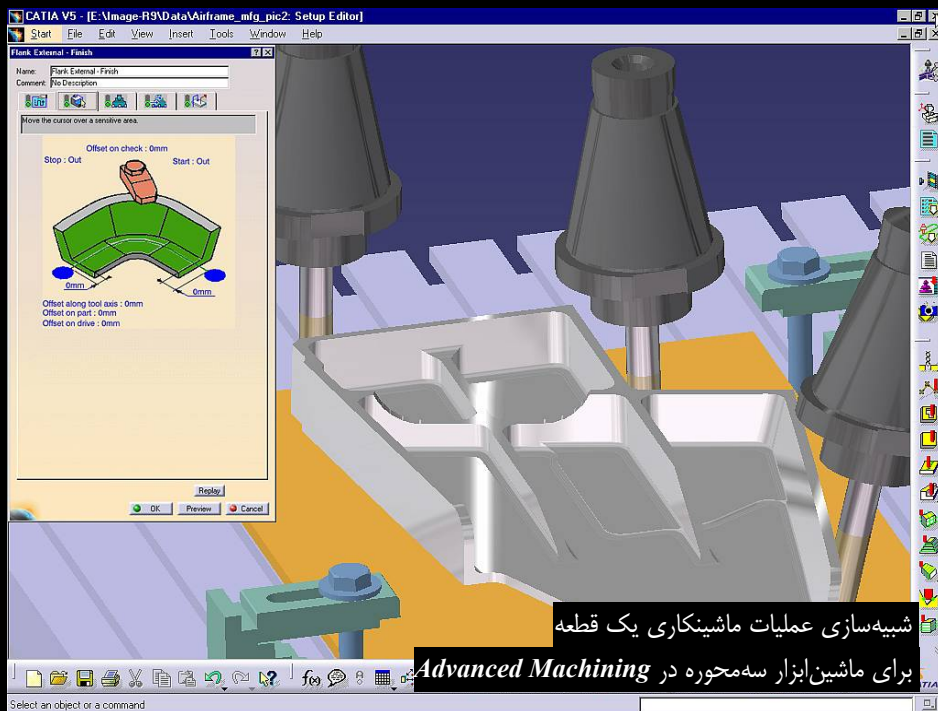 CATIA V5 - [E:\Image-R9\Data\Airframe_mfg_pic2: Setup Editor]
Start File Edit View Insert Tools Window Help
Flank External - Finish
Name: Flank External - Finish
Comment: No Description
Move the cursor over a sensitive area.
Offset on check : 0mm
Stop : Out Start : Out
0mm 0mm
Offset along tool axis : 0mm
Offset on part : 0mm
Offset on drive : 0mm
Replay
OK Preview Cancel
شبیه‌سازی عملیات ماشینکاری یک قطعه
برای ماشین‌ابزار سه‌محوره در Advanced Machining
f(x)
Select an object or a command